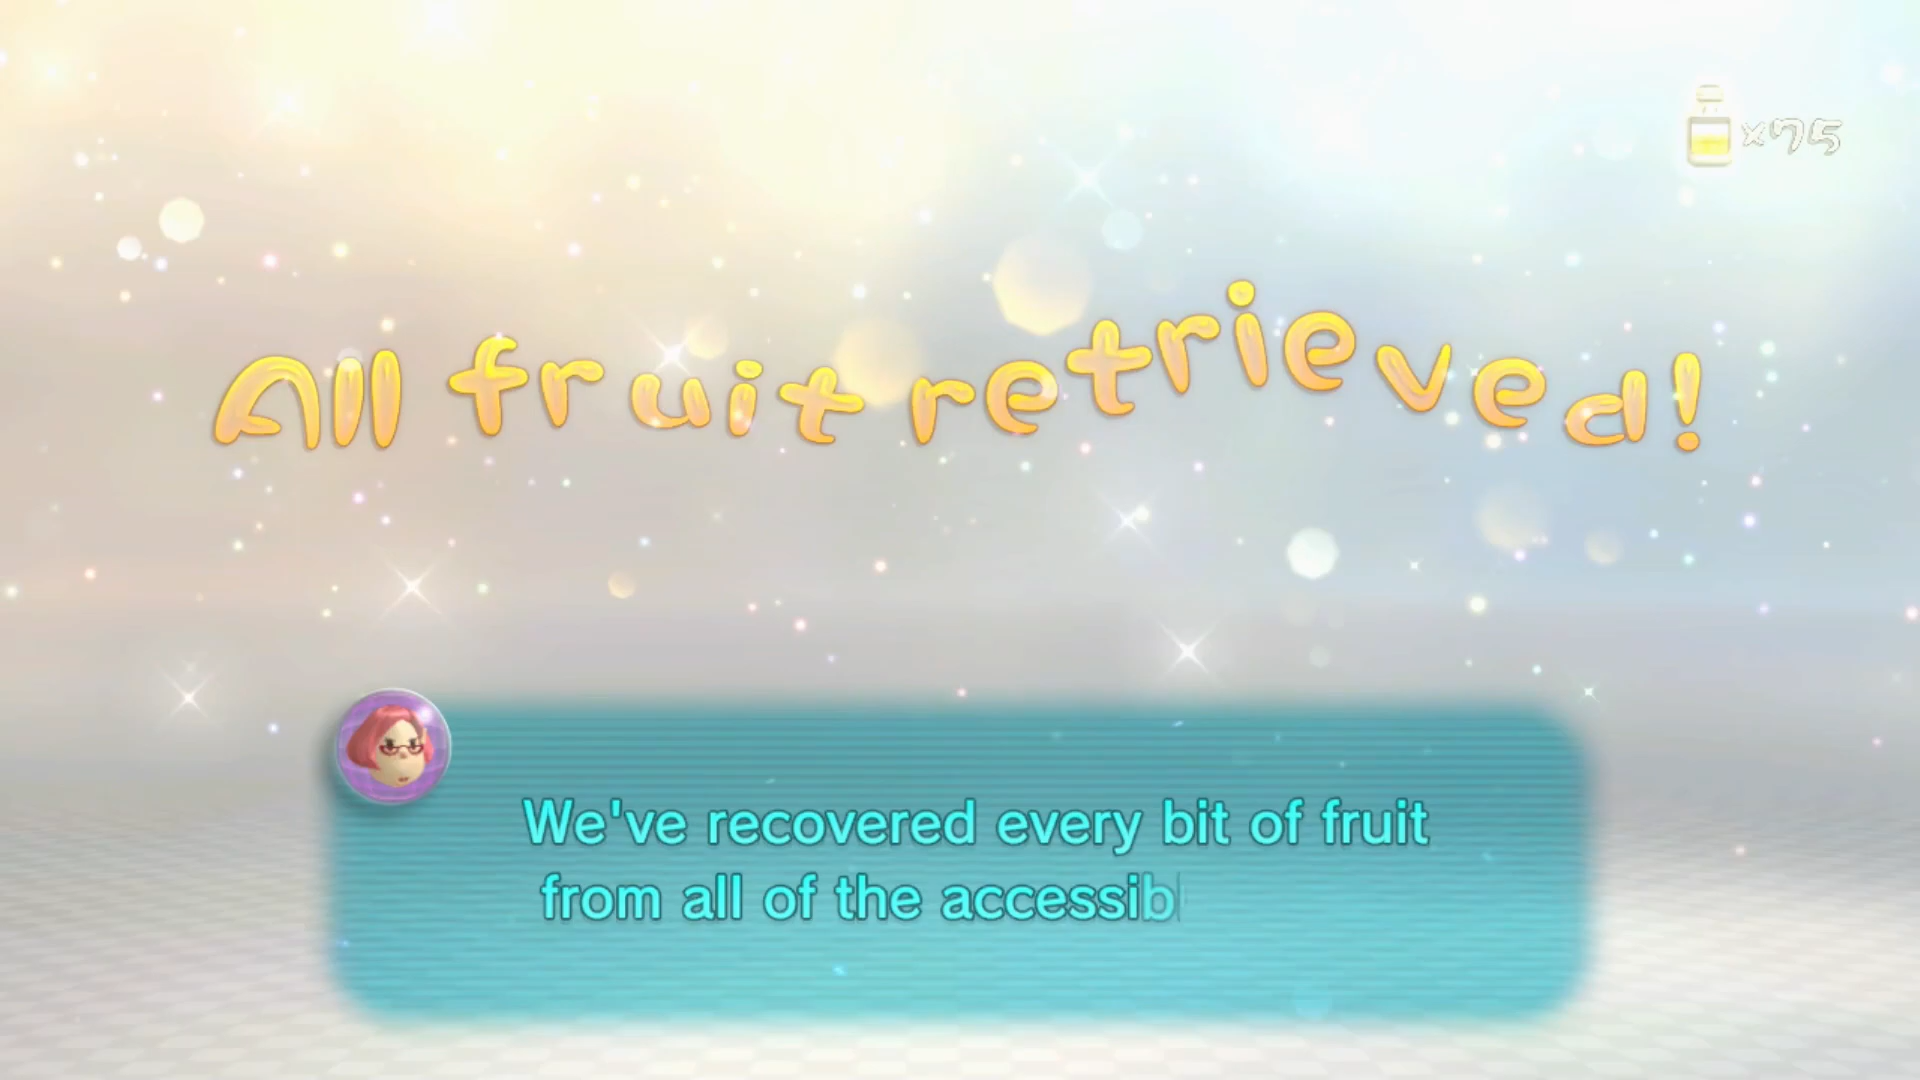 ×75
All fruit retrieved!
We've recovered every bit of fruit
from all of the accessib